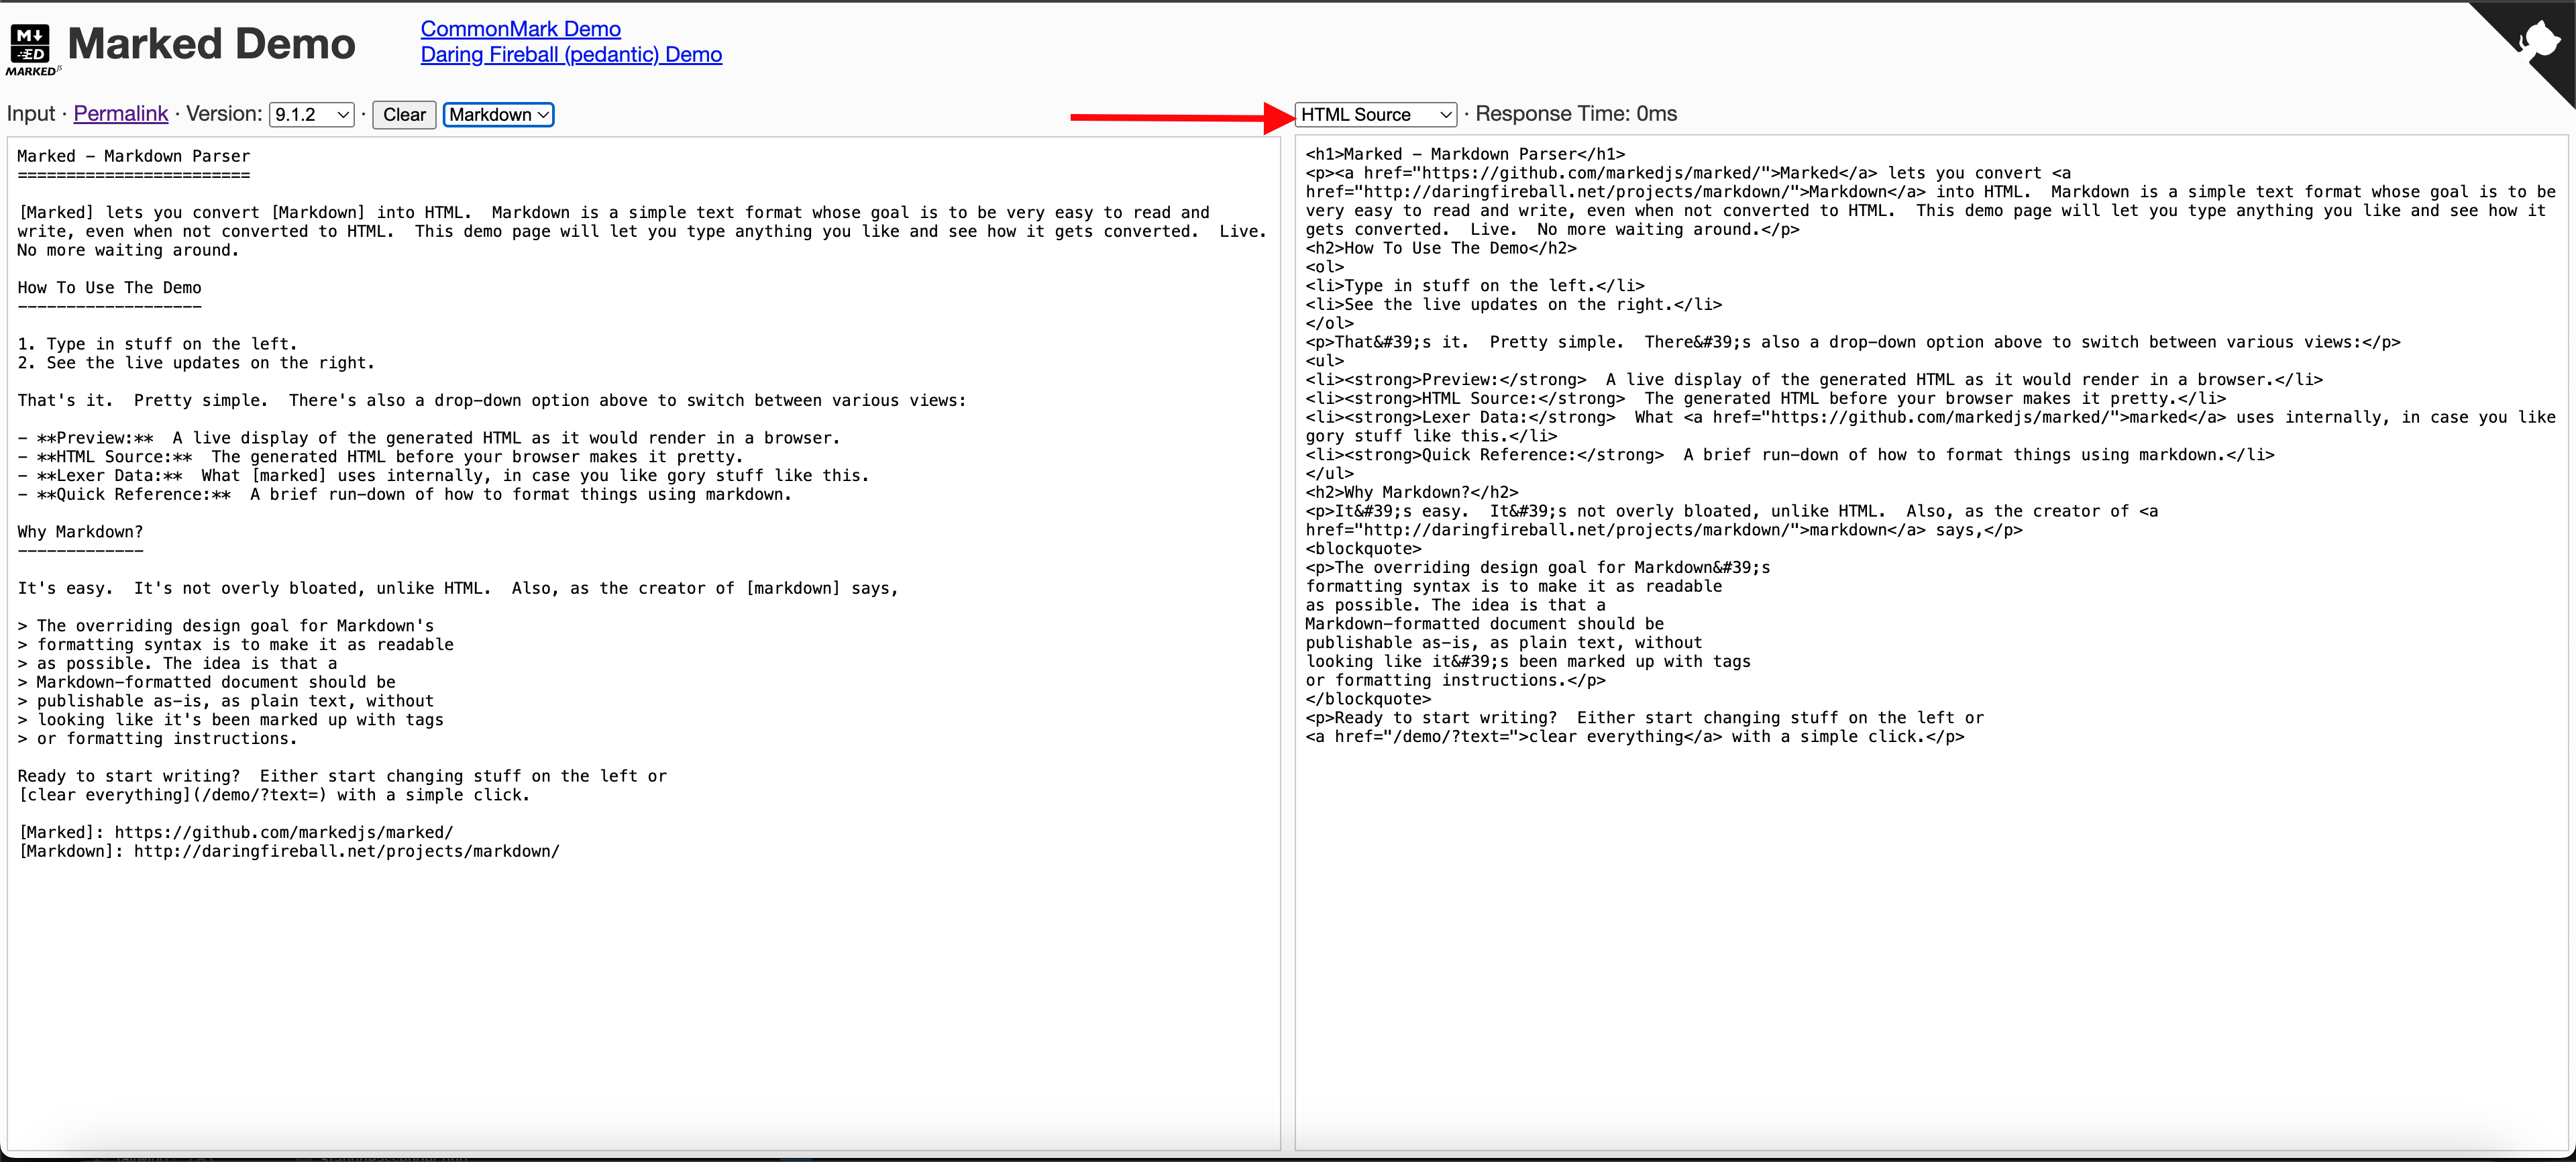 M↓
ED
MARKED JS
Marked Demo
CommonMark Demo
Daring Fireball (pedantic) Demo
Input · Permalink · Version: 9.1.2 · Clear Markdown
Marked - Markdown Parser
========================
[Marked] lets you convert [Markdown] into HTML.  Markdown is a simple text format whose goal is to be very easy to read and
write, even when not converted to HTML.  This demo page will let you type anything you like and see how it gets converted.  Live.
No more waiting around.
How To Use The Demo
-------------------
1. Type in stuff on the left.
2. See the live updates on the right.
That's it.  Pretty simple.  There's also a drop-down option above to switch between various views:
- **Preview:**  A live display of the generated HTML as it would render in a browser.
- **HTML Source:**  The generated HTML before your browser makes it pretty.
- **Lexer Data:**  What [marked] uses internally, in case you like gory stuff like this.
- **Quick Reference:**  A brief run-down of how to format things using markdown.
Why Markdown?
-------------
It's easy.  It's not overly bloated, unlike HTML.  Also, as the creator of [markdown] says,
> The overriding design goal for Markdown's
> formatting syntax is to make it as readable
> as possible. The idea is that a
> Markdown-formatted document should be
> publishable as-is, as plain text, without
> looking like it's been marked up with tags
> or formatting instructions.
Ready to start writing?  Either start changing stuff on the left or
[clear everything](/demo/?text=) with a simple click.
[Marked]: https://github.com/markedjs/marked/
[Markdown]: http://daringfireball.net/projects/markdown/
HTML Source · Response Time: 0ms
<h1>Marked - Markdown Parser</h1>
<p><a href="https://github.com/markedjs/marked/">Marked</a> lets you convert <a
href="http://daringfireball.net/projects/markdown/">Markdown</a> into HTML.  Markdown is a simple text format whose goal is to be
very easy to read and write, even when not converted to HTML.  This demo page will let you type anything you like and see how it
gets converted.  Live.  No more waiting around.</p>
<h2>How To Use The Demo</h2>
<ol>
<li>Type in stuff on the left.</li>
<li>See the live updates on the right.</li>
</ol>
<p>That&#39;s it.  Pretty simple.  There&#39;s also a drop-down option above to switch between various views:</p>
<ul>
<li><strong>Preview:</strong>  A live display of the generated HTML as it would render in a browser.</li>
<li><strong>HTML Source:</strong>  The generated HTML before your browser makes it pretty.</li>
<li><strong>Lexer Data:</strong>  What <a href="https://github.com/markedjs/marked/">marked</a> uses internally, in case you like
gory stuff like this.</li>
<li><strong>Quick Reference:</strong>  A brief run-down of how to format things using markdown.</li>
</ul>
<h2>Why Markdown?</h2>
<p>It&#39;s easy.  It&#39;s not overly bloated, unlike HTML.  Also, as the creator of <a
href="http://daringfireball.net/projects/markdown/">markdown</a> says,</p>
<blockquote>
<p>The overriding design goal for Markdown&#39;s
formatting syntax is to make it as readable
as possible. The idea is that a
Markdown-formatted document should be
publishable as-is, as plain text, without
looking like it&#39;s been marked up with tags
or formatting instructions.</p>
</blockquote>
<p>Ready to start writing?  Either start changing stuff on the left or
<a href="/demo/?text=">clear everything</a> with a simple click.</p>